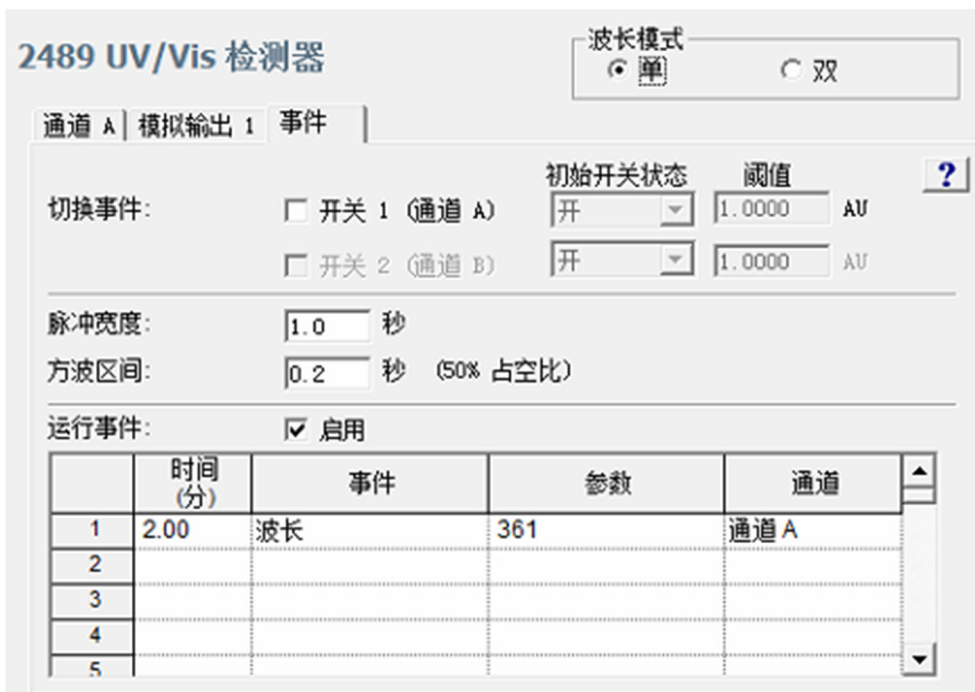 波长模式
2489 UV/Vis 检测器
单 双
通道 A 模拟输出 1 事件
初始开关状态 阈值 ?
切换事件: 开关 1 (通道 A) 开 1.0000 AU
开关 2 (通道 B) 开 1.0000 AU
脉冲宽度: 1.0 秒
方波区间: 0.2 秒 (50% 占空比)
运行事件: 启用
时间 (分) 事件 参数 通道
1 2.00 波长 361 通道 A
2
3
4
5